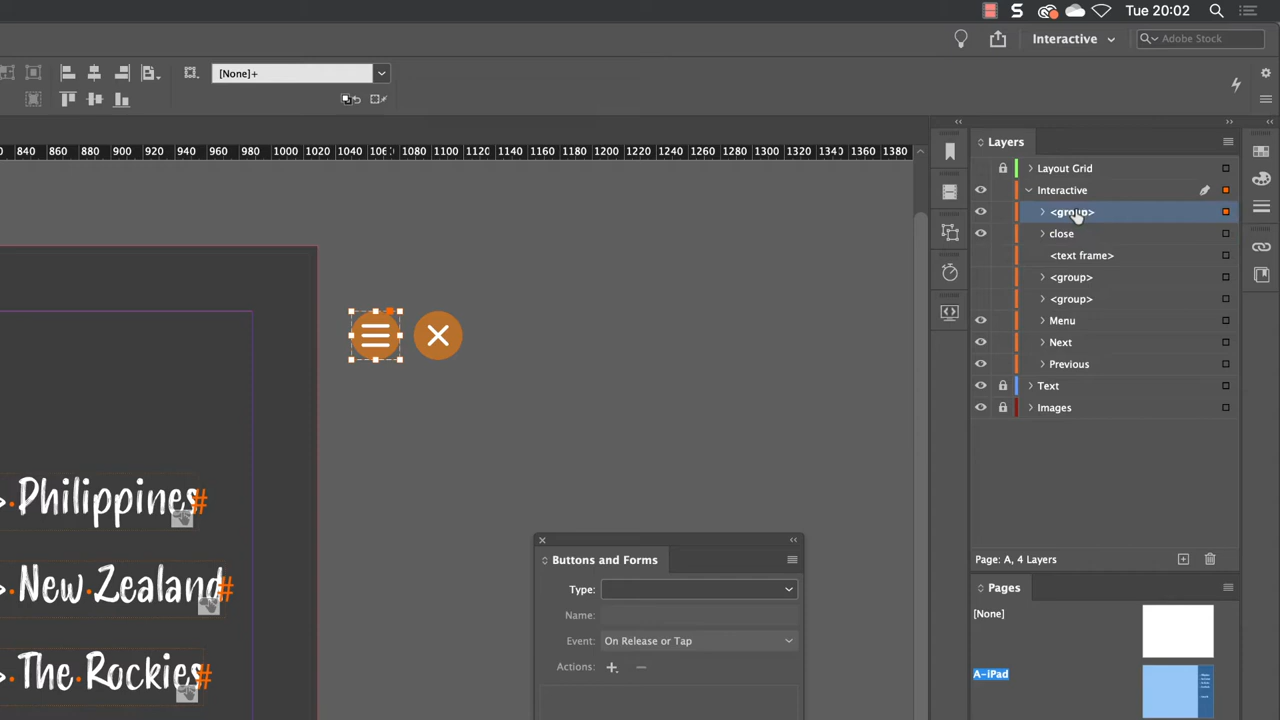 Tue 20:02
Interactive
Adobe Stock
[None]+
840 860 880 900 920 940 960 980 1000 1020 1040 106 1080 1100 1120 1140 1160 1180 1200 1220 1240 1260 1280 1300 1320 1340 1360 1380
Layers
Layout Grid
Interactive
<group>
close
<text frame>
<group>
<group>
Menu
Next
Previous
Text
Images
Page: A, 4 Layers
Philippines#
New Zealand#
The Rockies#
Buttons and Forms
Type:
Name:
Event: On Release or Tap
Actions: + −
Pages
[None]
A-iPad